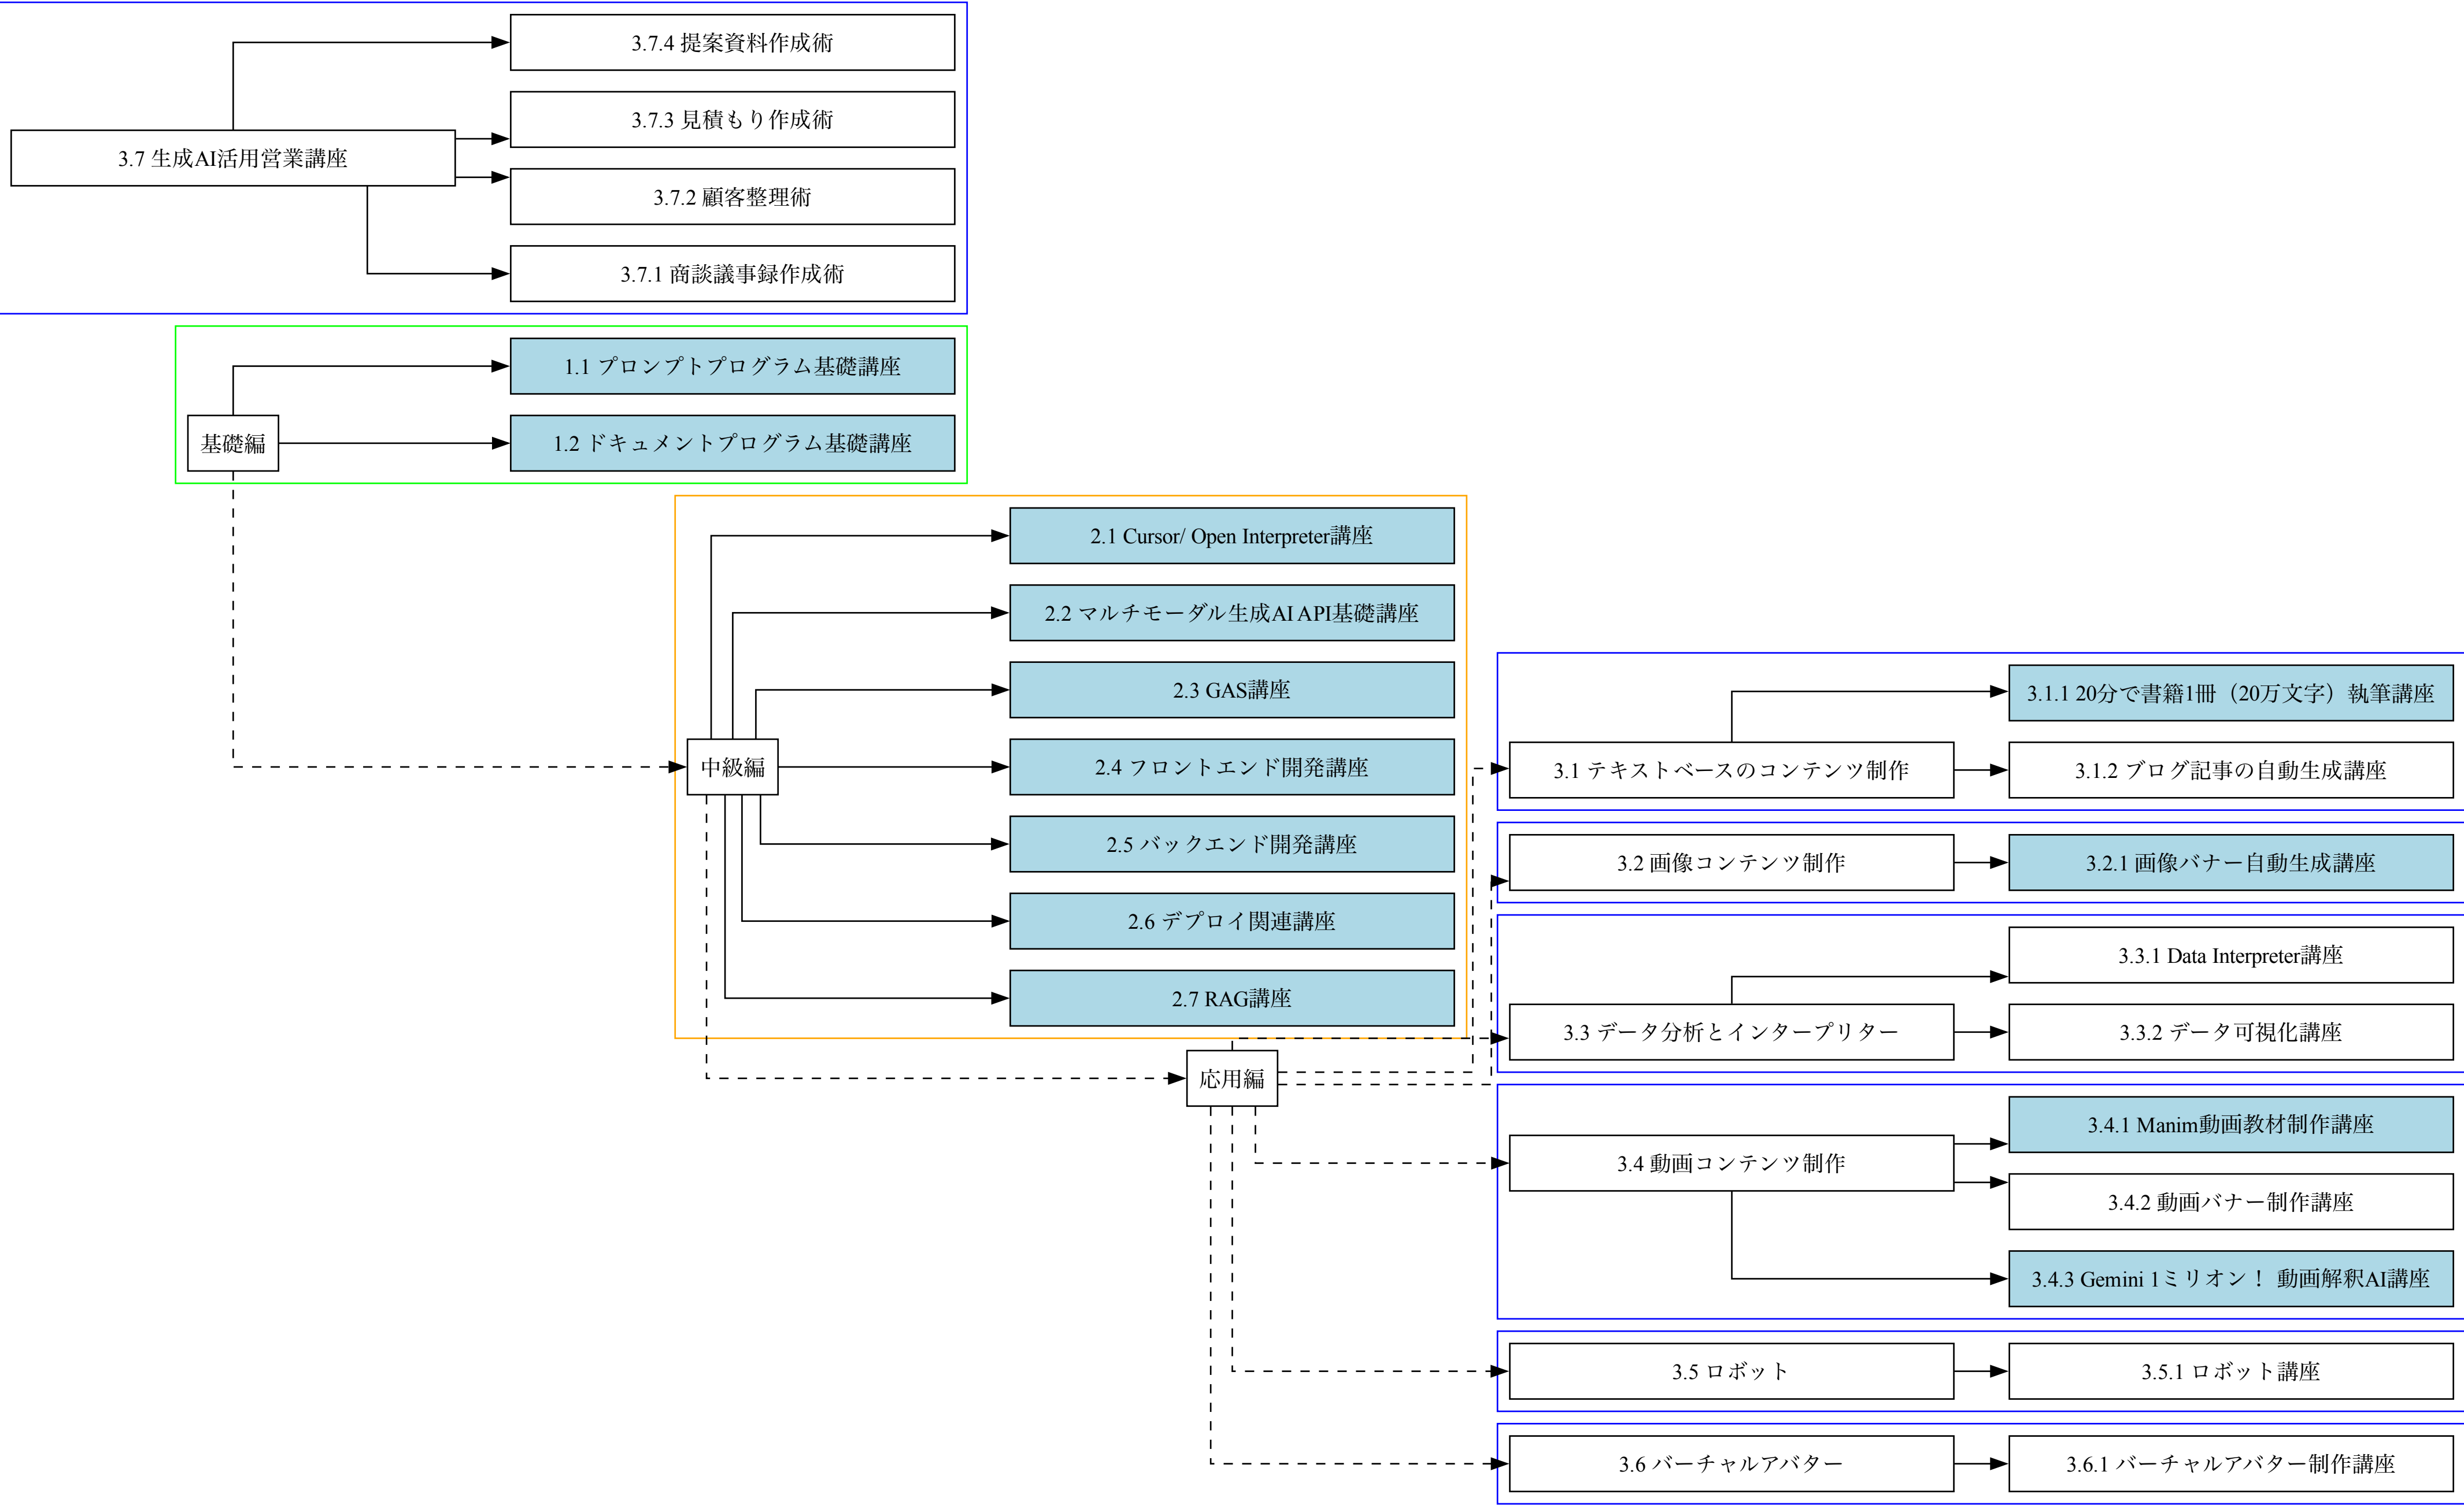 3.7.4 提案資料作成術
3.7.3 見積もり作成術
3.7 生成AI活用営業講座
3.7.2 顧客整理術
3.7.1 商談議事録作成術
1.1 プロンプトプログラム基礎講座
基礎編
1.2 ドキュメントプログラム基礎講座
2.1 Cursor/ Open Interpreter講座
2.2 マルチモーダル生成AI API基礎講座
2.3 GAS講座
中級編
2.4 フロントエンド開発講座
2.5 バックエンド開発講座
2.6 デプロイ関連講座
2.7 RAG講座
応用編
3.1 テキストベースのコンテンツ制作
3.1.1 20分で書籍1冊（20万文字）執筆講座
3.1.2 ブログ記事の自動生成講座
3.2 画像コンテンツ制作
3.2.1 画像バナー自動生成講座
3.3 データ分析とインタープリター
3.3.1 Data Interpreter講座
3.3.2 データ可視化講座
3.4 動画コンテンツ制作
3.4.1 Manim動画教材制作講座
3.4.2 動画バナー制作講座
3.4.3 Gemini 1ミリオン！ 動画解釈AI講座
3.5 ロボット
3.5.1 ロボット講座
3.6 バーチャルアバター
3.6.1 バーチャルアバター制作講座